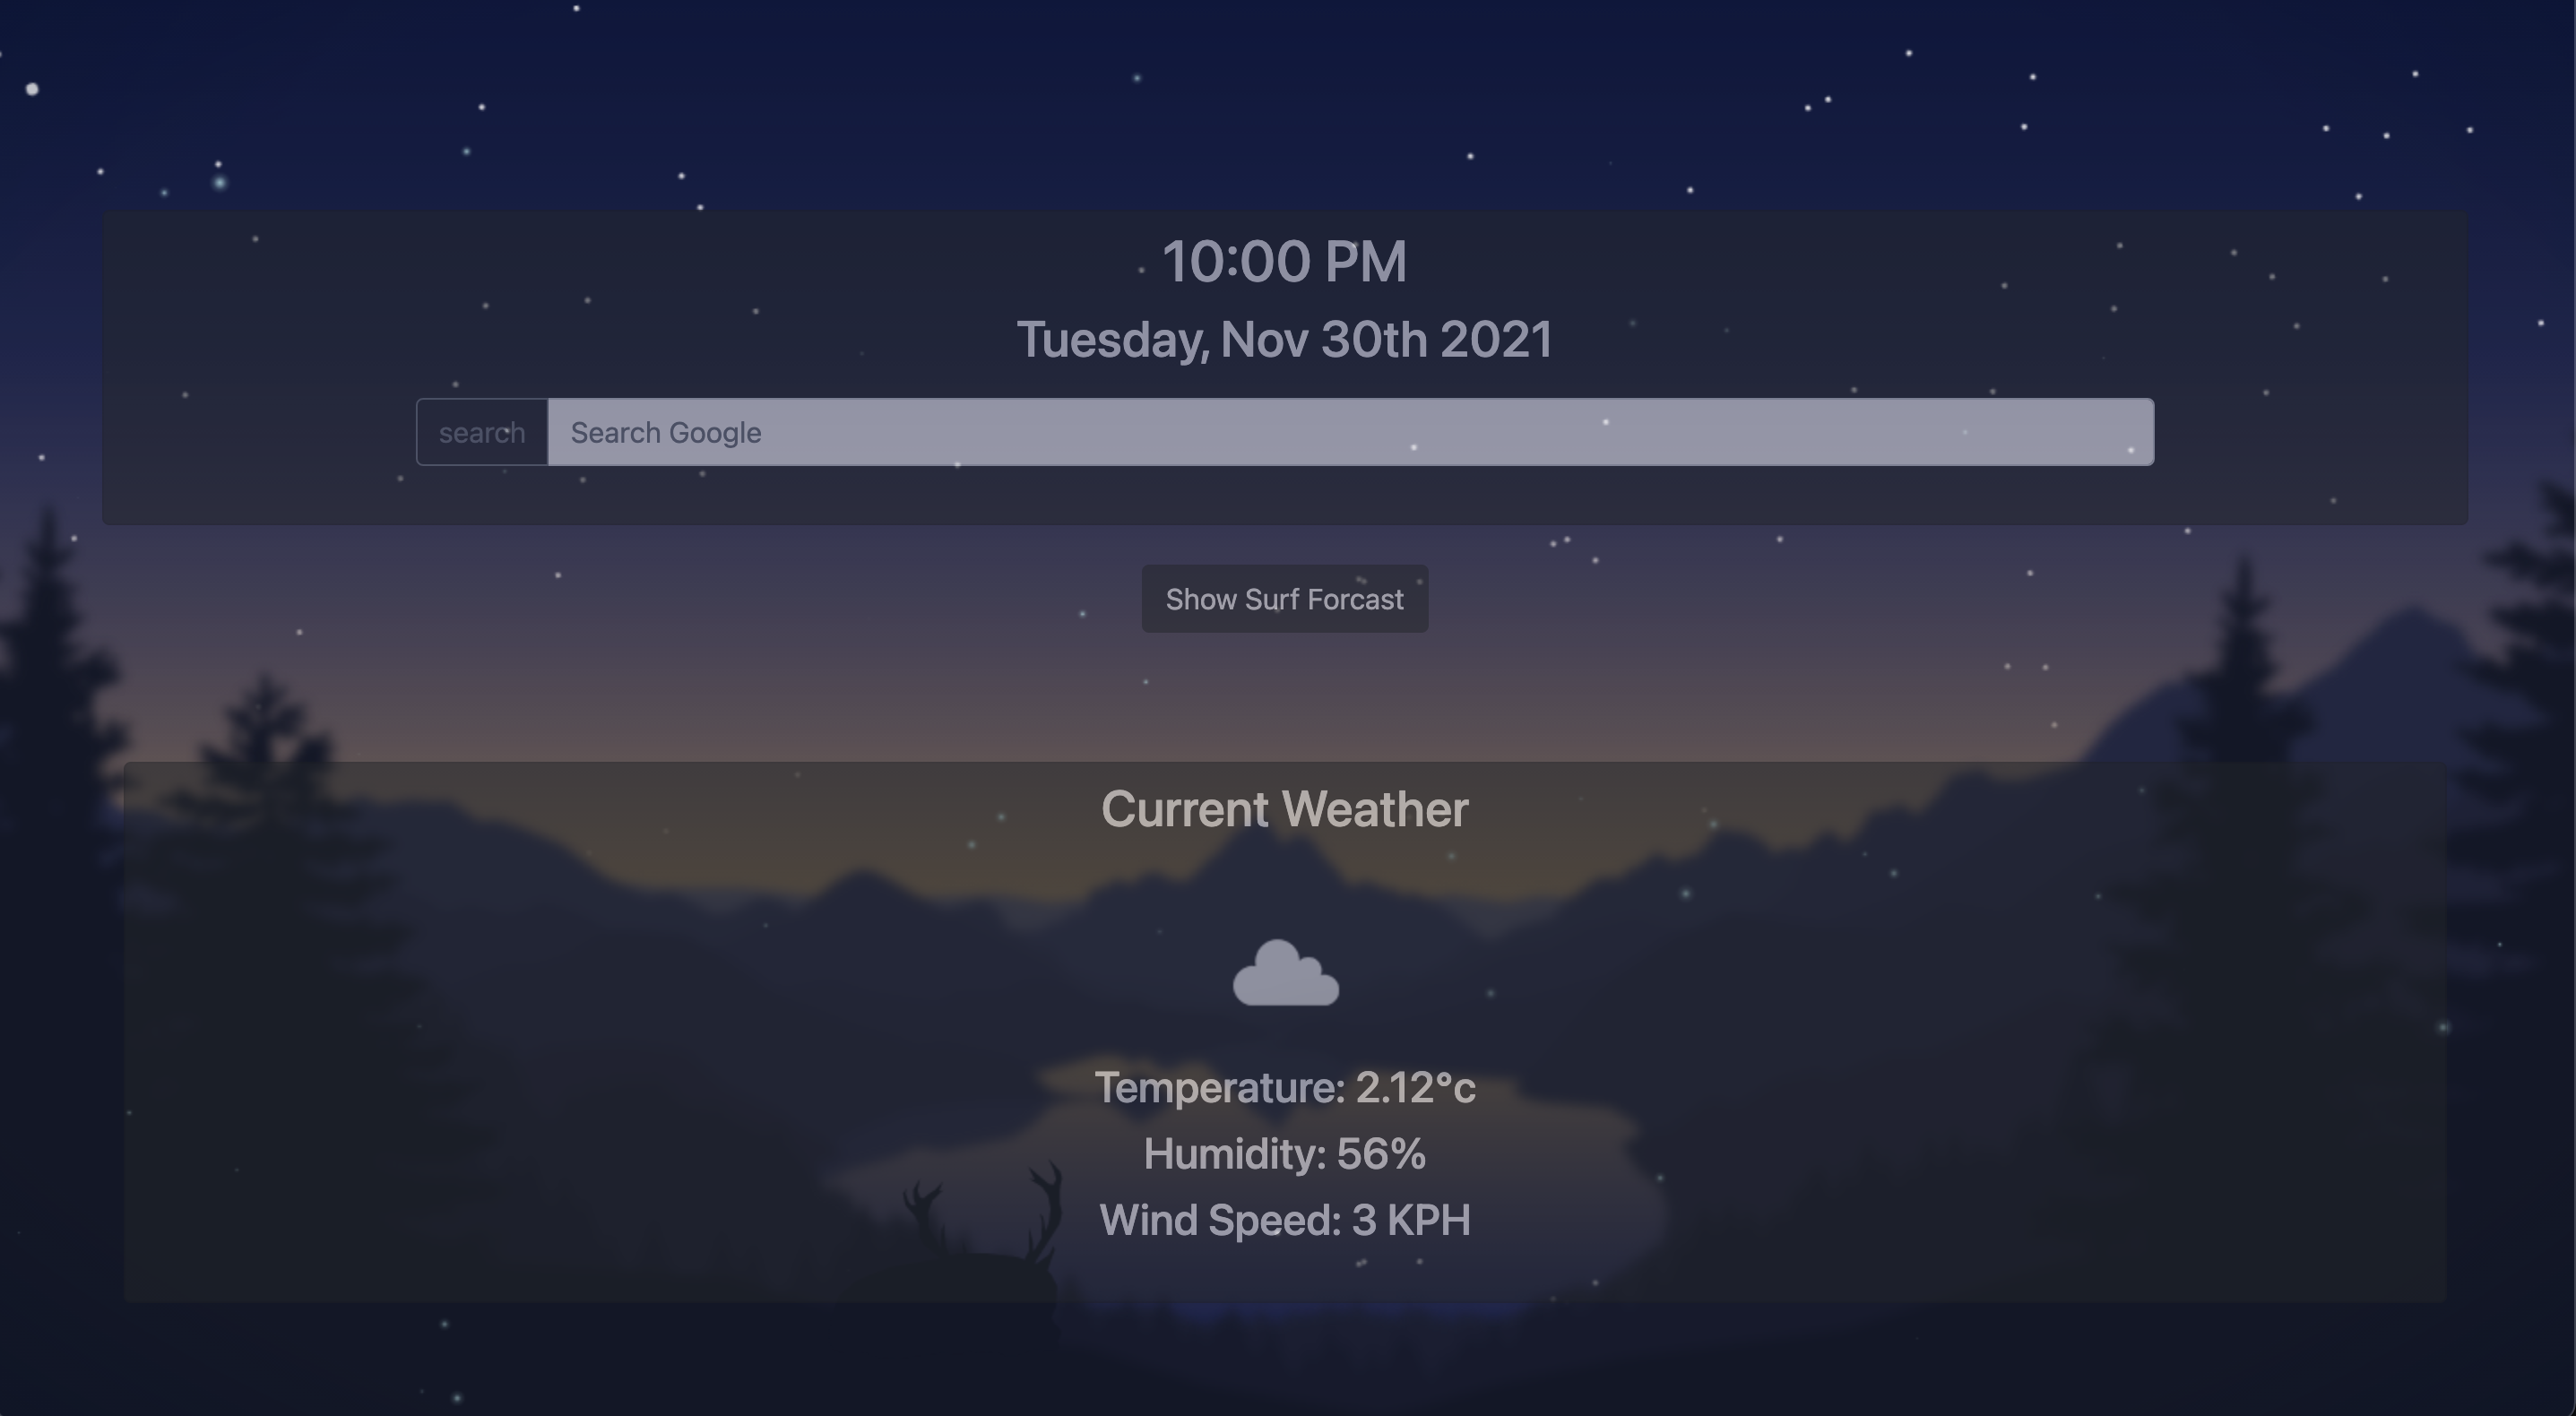 10:00 PM
Tuesday, Nov 30th 2021
search Search Google
Show Surf Forcast
Current Weather
Temperature: 2.12°c
Humidity: 56%
Wind Speed: 3 KPH